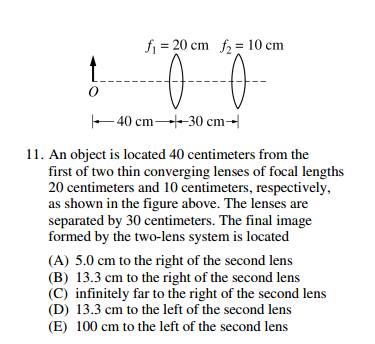 f₁ = 20 cm f₂ = 10 cm
O
40 cm 30 cm
11. An object is located 40 centimeters from the
first of two thin converging lenses of focal lengths
20 centimeters and 10 centimeters, respectively,
as shown in the figure above. The lenses are
separated by 30 centimeters. The final image
formed by the two-lens system is located
(A) 5.0 cm to the right of the second lens
(B) 13.3 cm to the right of the second lens
(C) infinitely far to the right of the second lens
(D) 13.3 cm to the left of the second lens
(E) 100 cm to the left of the second lens